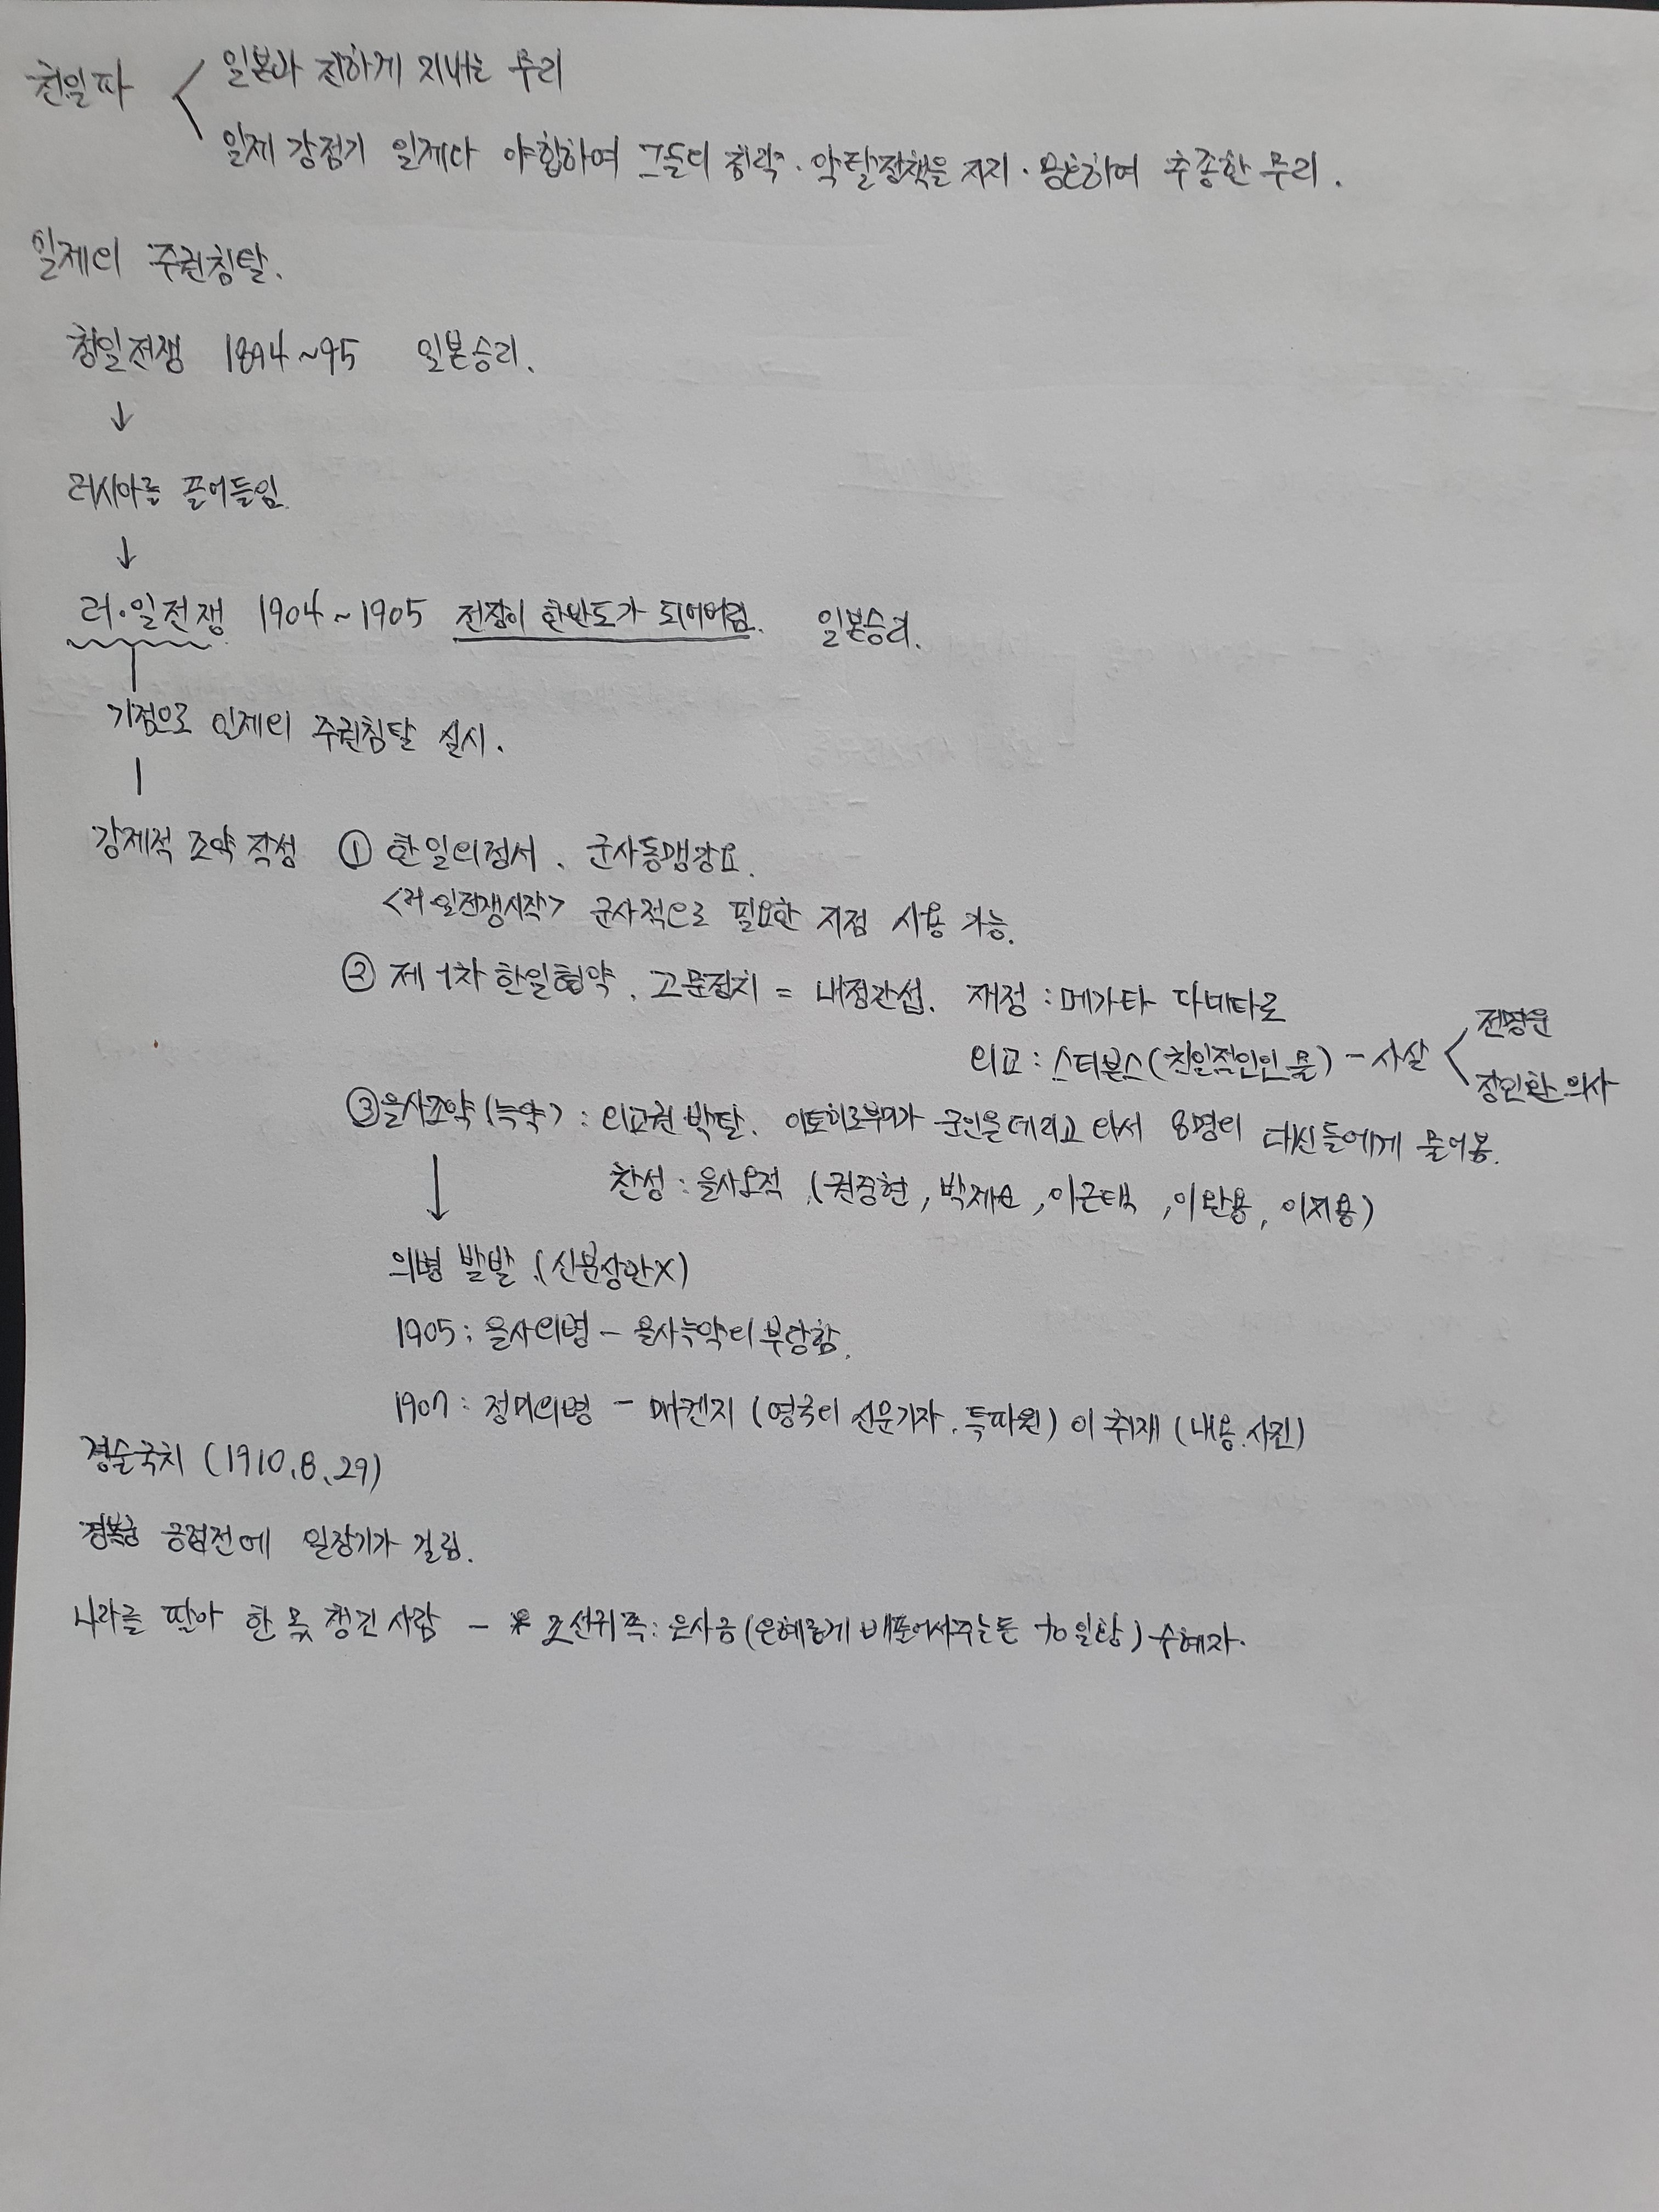 친일파 < 일본과 친하게 지내는 무리
일제 강점기 일제와 야합하여 그들의 침략·약탈정책을 지지·옹호하여 추종한 무리.
일제의 주권침탈.
청일전쟁 1894~95 일본승리.
↓
러시아를 끌어들임.
↓
러·일전쟁 1904~1905 전장이 한반도가 되어버림. 일본승리.
기점으로 일제의 주권침탈 실시.
강제적 조약 작성 ① 한일의정서. 군사동맹강요.
<러일전쟁시작> 군사적으로 필요한 지점 사용 가능.
② 제1차 한일협약. 고문정치 = 내정간섭. 재정 : 메가타 다네타로
외교 : 스티븐스(친일적인인물) - 사살 < 전명운
장인환 의사
③ 을사조약(늑약) : 외교권 박탈. 이토히로부미가 군인을 데리고 와서 8명의 대신들에게 물어봄.
찬성 : 을사오적 (권중현, 박제순, 이근택, 이완용, 이지용)
↓
의병 발발 (신분상관X)
1905 : 을사의병 - 을사늑약의 부당함.
1907 : 정미의병 - 매켄지 (영국의 신문기자. 특파원) 이 취재 (내용.사진)
경술국치 (1910.8.29)
경복궁 근정전에 일장기가 걸림.
나라를 팔아 한 몫 챙긴 사람 - * 조선귀족 : 은사금 (은혜롭게 베풀어서주는돈 +0일왕) 수혜자.